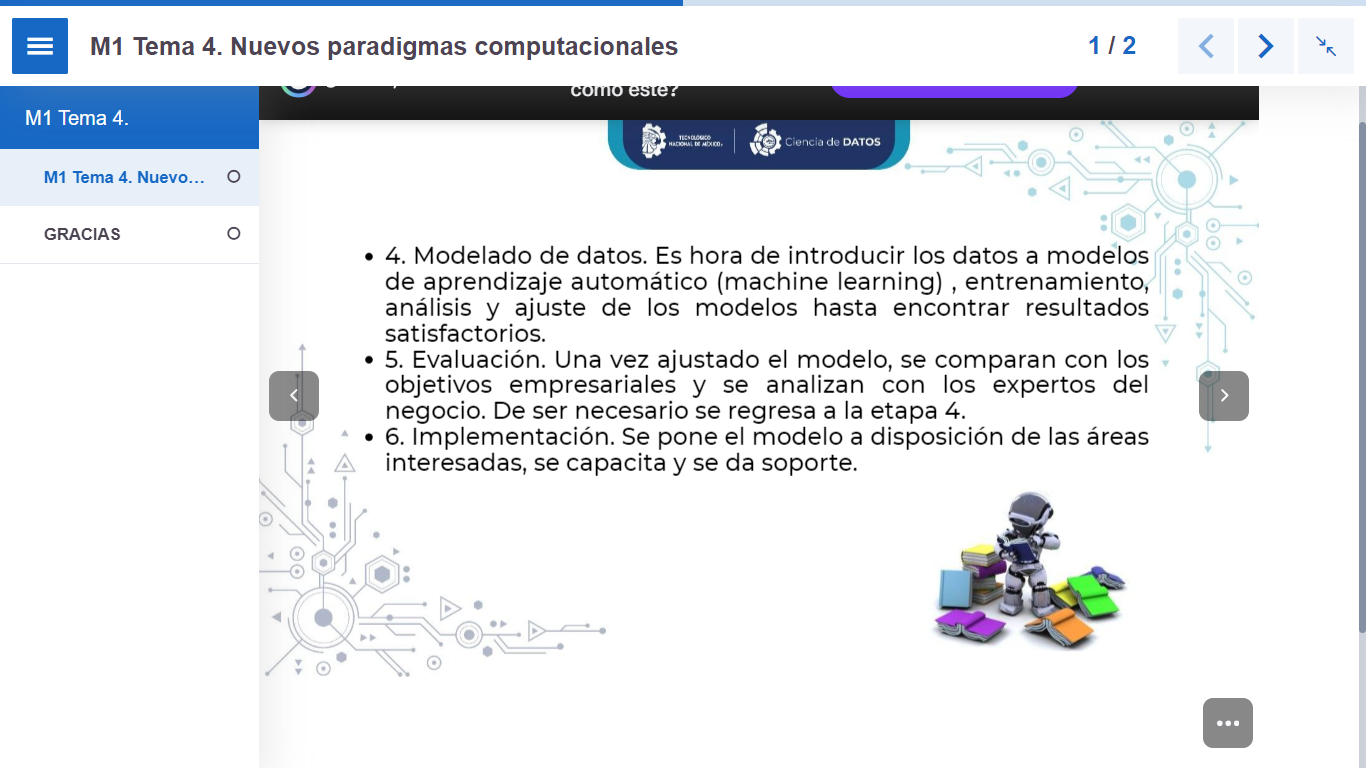 M1 Tema 4. Nuevos paradigmas computacionales
1 / 2
M1 Tema 4.
M1 Tema 4. Nuevo...
GRACIAS
como este?
TECNOLÓGICO
NACIONAL DE MÉXICO
Ciencia de DATOS
• 4. Modelado de datos. Es hora de introducir los datos a modelos
de aprendizaje automático (machine learning) , entrenamiento,
análisis y ajuste de los modelos hasta encontrar resultados
satisfactorios.
• 5. Evaluación. Una vez ajustado el modelo, se comparan con los
objetivos empresariales y se analizan con los expertos del
negocio. De ser necesario se regresa a la etapa 4.
• 6. Implementación. Se pone el modelo a disposición de las áreas
interesadas, se capacita y se da soporte.